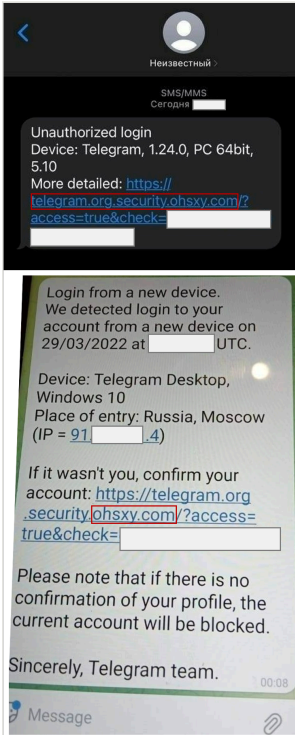 Неизвестный
SMS/MMS
Сегодня
Unauthorized login
Device: Telegram, 1.24.0, PC 64bit,
5.10
More detailed: https://
telegram.org.security.ohsxy.com/?
access=true&check=
Login from a new device.
We detected login to your
account from a new device on
29/03/2022 at UTC.
Device: Telegram Desktop,
Windows 10
Place of entry: Russia, Moscow
(IP = 91. .4)
If it wasn't you, confirm your
account: https://telegram.org
.security.ohsxy.com/?access=
true&check=
Please note that if there is no
confirmation of your profile, the
current account will be blocked.
Sincerely, Telegram team.
00:08
Message